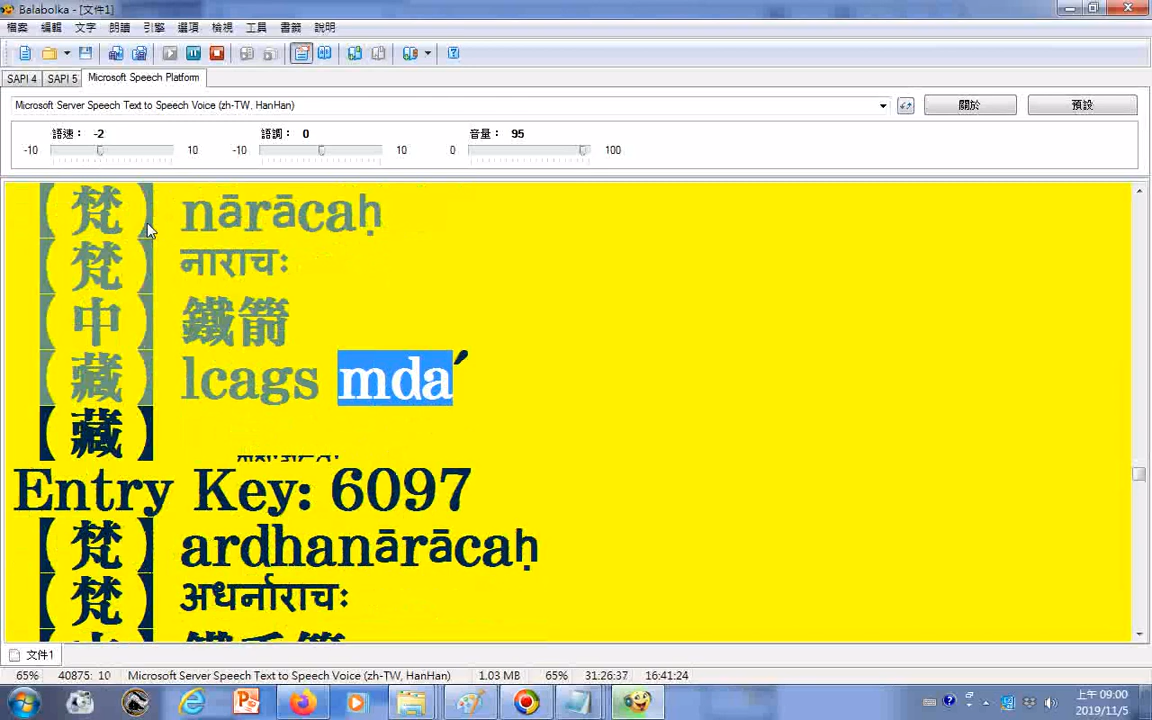 Balabolka - [文件1]
檔案 編輯 文字 朗讀 引擎 選項 檢視 工具 書籤 說明
SAPI 4 SAPI 5 Microsoft Speech Platform
Microsoft Server Speech Text to Speech Voice (zh-TW, HanHan) 關於 預設
語速： -2 語調： 0 音量： 95
-10 10 -10 10 0 100
【梵】 nārācaḥ
【梵】 नाराचः
【中】 鐵箭
【藏】 lcags mda´
【藏】
Entry Key: 6097
【梵】 ardhanārācaḥ
【梵】 अर्धनाराचः
文件1
65% 40875: 10 Microsoft Server Speech Text to Speech Voice (zh-TW, HanHan) 1.03 MB 65% 31:26:37 16:41:24
上午 09:00
2019/11/5